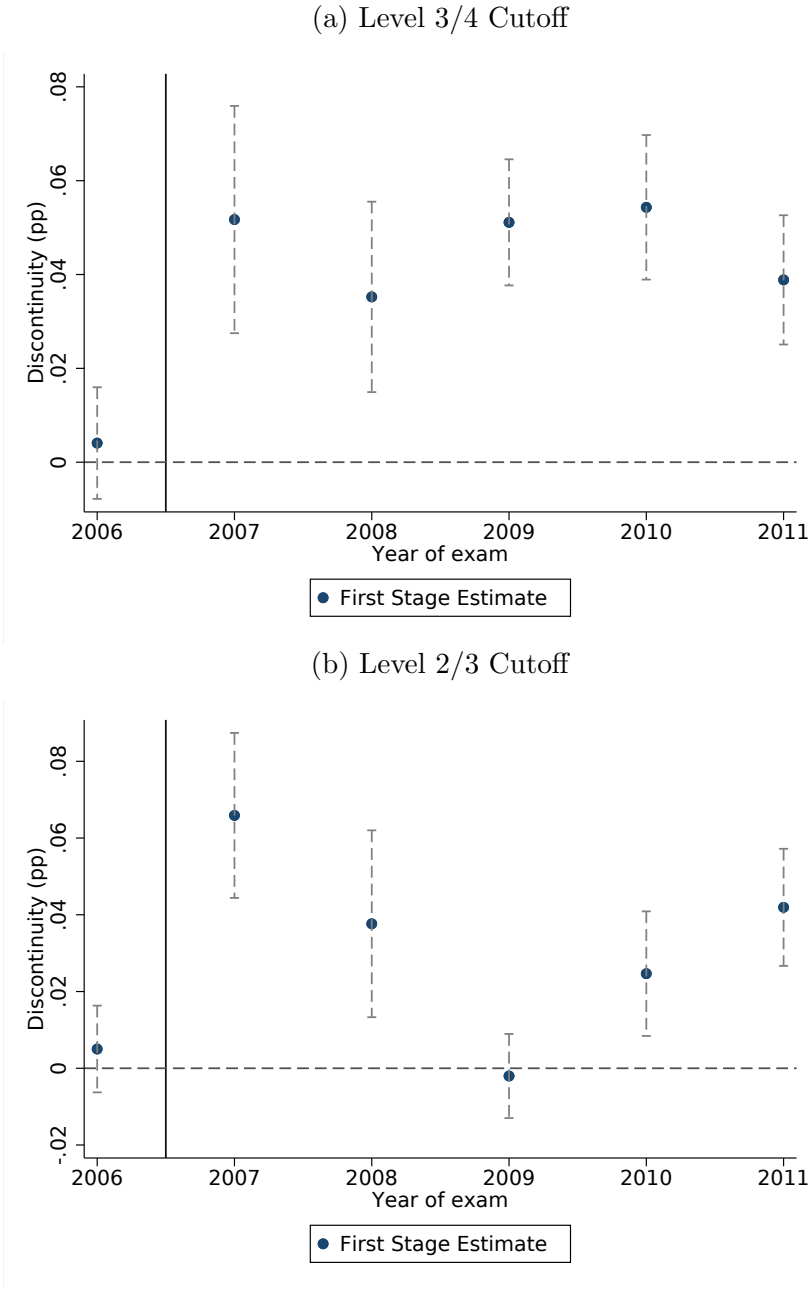 (a) Level 3/4 Cutoff
Discontinuity (pp)
.08
.06
.04
.02
0
2006 2007 2008 2009 2010 2011
Year of exam
First Stage Estimate
(b) Level 2/3 Cutoff
Discontinuity (pp)
.08
.06
.04
.02
0
-.02
2006 2007 2008 2009 2010 2011
Year of exam
First Stage Estimate